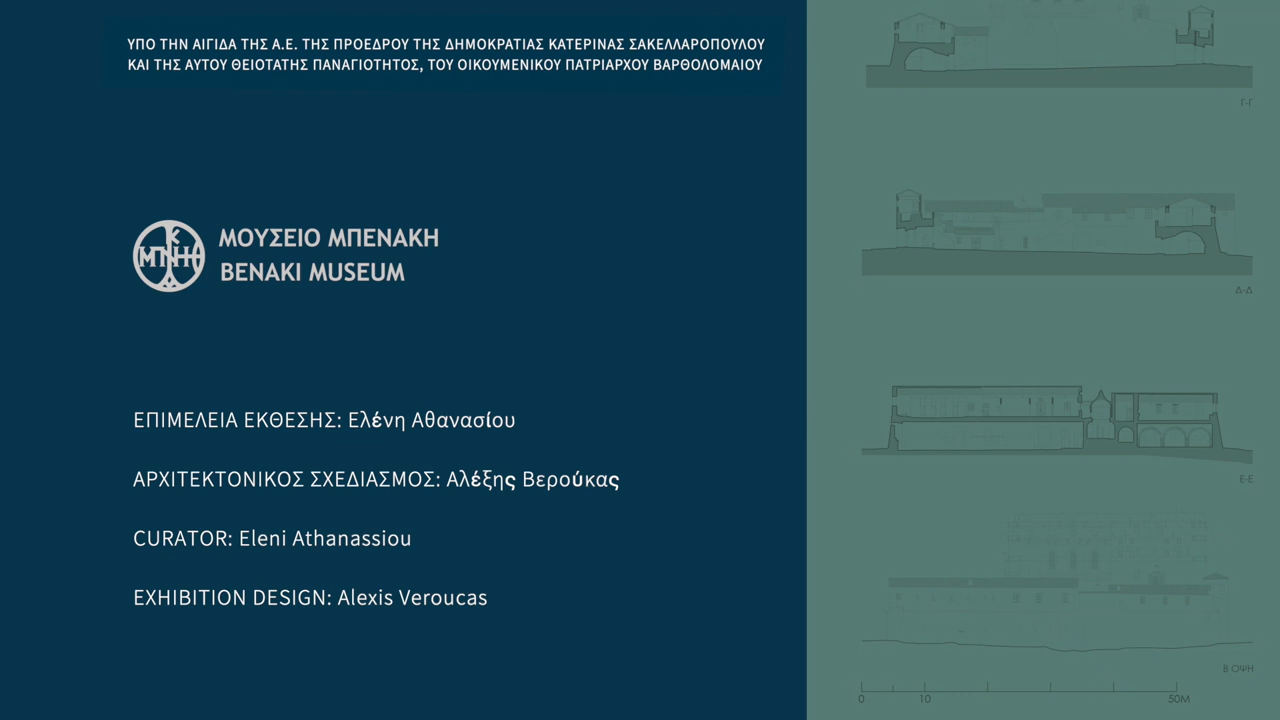 ΥΠΟ ΤΗΝ ΑΙΓΙΔΑ ΤΗΣ Α.Ε. ΤΗΣ ΠΡΟΕΔΡΟΥ ΤΗΣ ΔΗΜΟΚΡΑΤΙΑΣ ΚΑΤΕΡΙΝΑΣ ΣΑΚΕΛΛΑΡΟΠΟΥΛΟΥ
ΚΑΙ ΤΗΣ ΑΥΤΟΥ ΘΕΙΟΤΑΤΗΣ ΠΑΝΑΓΙΟΤΗΤΟΣ, ΤΟΥ ΟΙΚΟΥΜΕΝΙΚΟΥ ΠΑΤΡΙΑΡΧΟΥ ΒΑΡΘΟΛΟΜΑΙΟΥ
ΜΟΥΣΕΙΟ ΜΠΕΝΑΚΗ
BENAKI MUSEUM
ΕΠΙΜΕΛΕΙΑ ΕΚΘΕΣΗΣ: Ελένη Αθανασίου
ΑΡΧΙΤΕΚΤΟΝΙΚΟΣ ΣΧΕΔΙΑΣΜΟΣ: Αλέξης Βερούκας
CURATOR: Eleni Athanassiou
EXHIBITION DESIGN: Alexis Veroucas
Γ-Γ
Δ-Δ
Ε-Ε
Β ΟΨΗ
0 10 50M